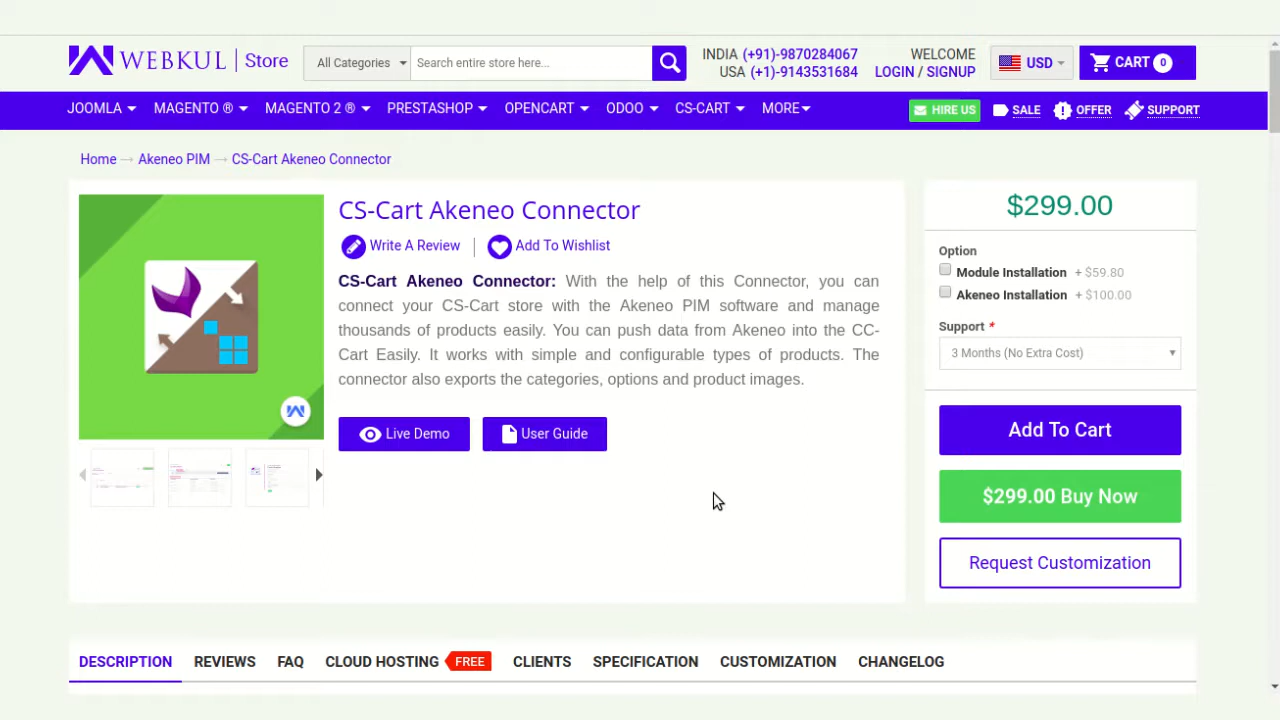 WEBKUL | Store
All Categories
Search entire store here...
INDIA (+91)-9870284067
USA (+1)-9143531684
WELCOME
LOGIN / SIGNUP
USD
CART 0
JOOMLA MAGENTO ® MAGENTO 2 ® PRESTASHOP OPENCART ODOO CS-CART MORE
HIRE US SALE OFFER SUPPORT
Home → Akeneo PIM → CS-Cart Akeneo Connector
CS-Cart Akeneo Connector
Write A Review | Add To Wishlist
CS-Cart Akeneo Connector: With the help of this Connector, you can
connect your CS-Cart store with the Akeneo PIM software and manage
thousands of products easily. You can push data from Akeneo into the CC-
Cart Easily. It works with simple and configurable types of products. The
connector also exports the categories, options and product images.
Live Demo
User Guide
$299.00
Option
Module Installation + $59.80
Akeneo Installation + $100.00
Support *
3 Months (No Extra Cost)
Add To Cart
$299.00 Buy Now
Request Customization
DESCRIPTION REVIEWS FAQ CLOUD HOSTING FREE CLIENTS SPECIFICATION CUSTOMIZATION CHANGELOG